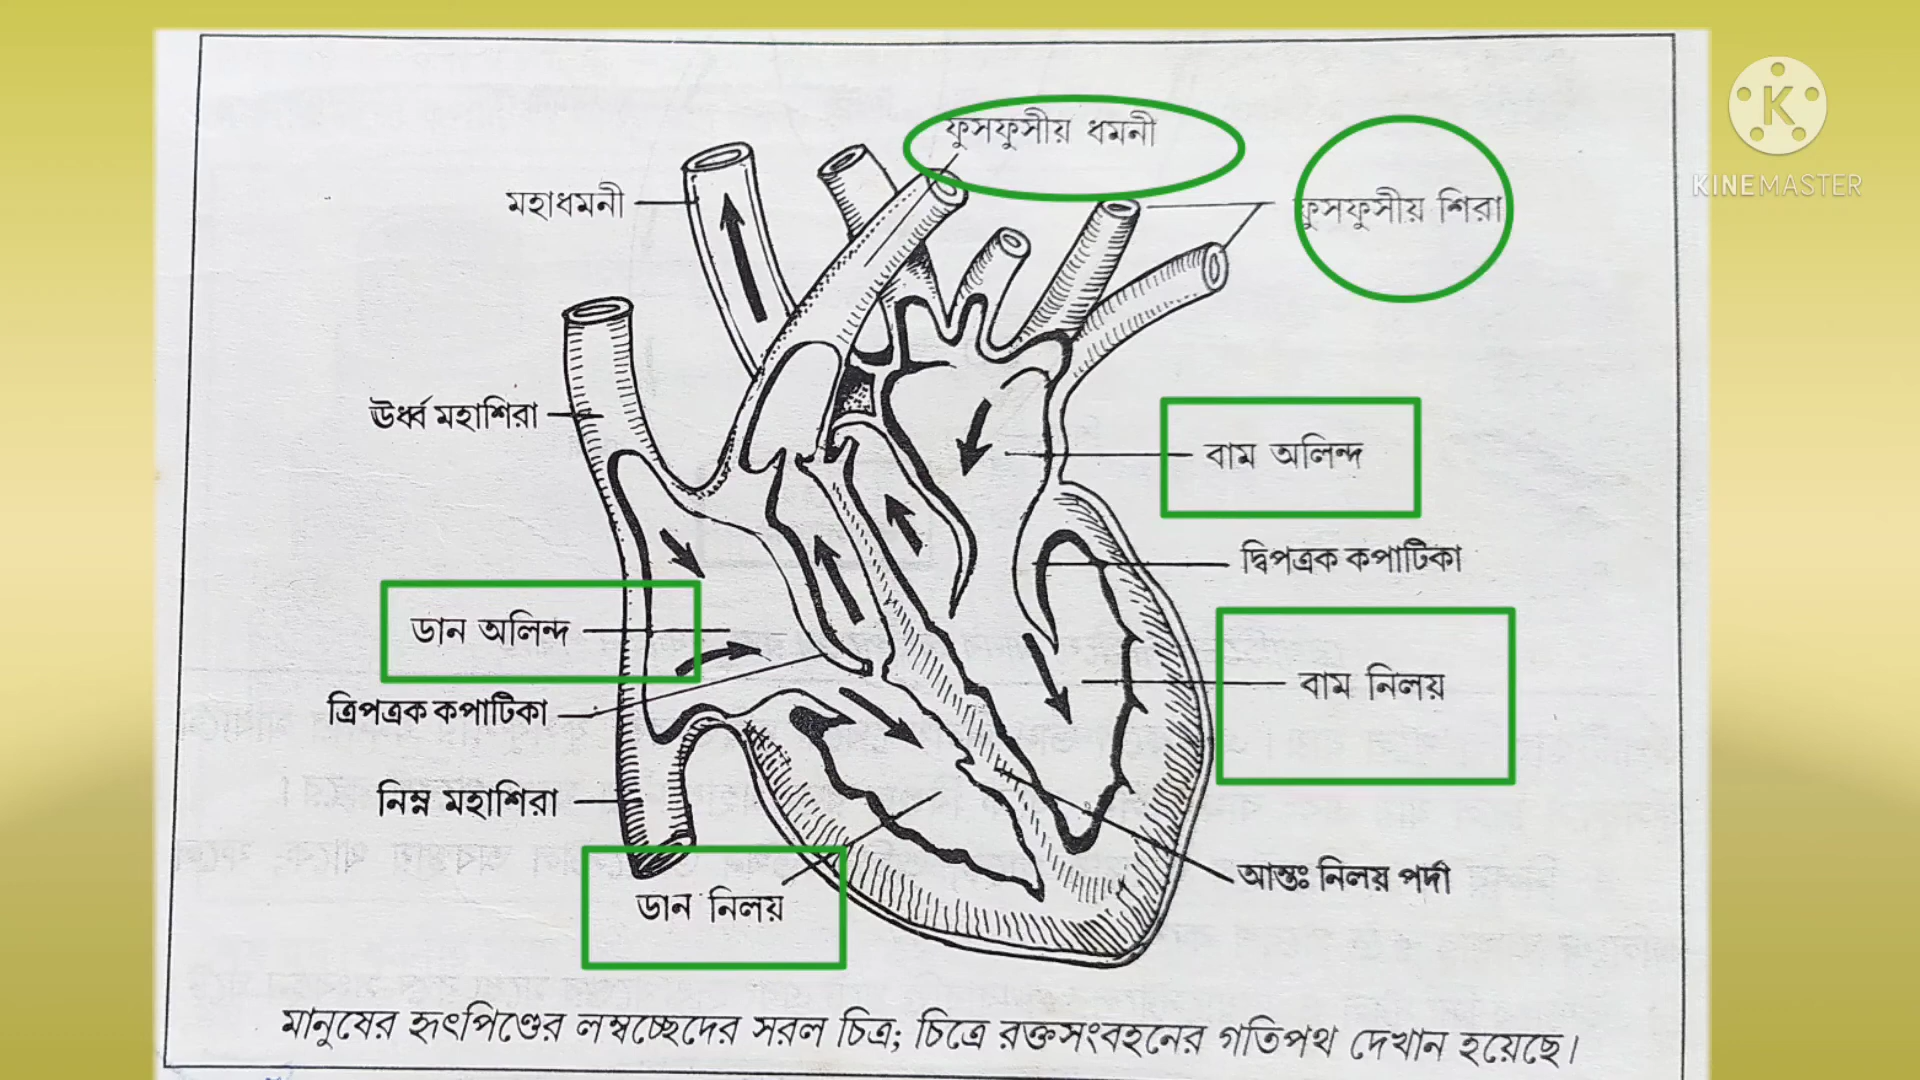 ফুসফুসীয় ধমনী
KINEMASTER
মহাধমনী
ফুসফুসীয় শিরা
ঊর্ধ্ব মহাশিরা
বাম অলিন্দ
দ্বিপত্রক কপাটিকা
ডান অলিন্দ
বাম নিলয়
ত্রিপত্রক কপাটিকা
নিম্ন মহাশিরা
আন্তঃ নিলয় পর্দা
ডান নিলয়
মানুষের হৃৎপিণ্ডের লম্বচ্ছেদের সরল চিত্র; চিত্রে রক্তসংবহনের গতিপথ দেখান হয়েছে।